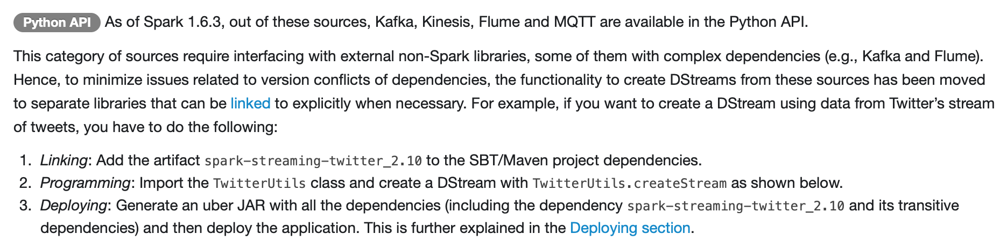 Python API As of Spark 1.6.3, out of these sources, Kafka, Kinesis, Flume and MQTT are available in the Python API.
This category of sources require interfacing with external non-Spark libraries, some of them with complex dependencies (e.g., Kafka and Flume).
Hence, to minimize issues related to version conflicts of dependencies, the functionality to create DStreams from these sources has been moved
to separate libraries that can be linked to explicitly when necessary. For example, if you want to create a DStream using data from Twitter’s stream
of tweets, you have to do the following:
1. Linking: Add the artifact spark-streaming-twitter_2.10 to the SBT/Maven project dependencies.
2. Programming: Import the TwitterUtils class and create a DStream with TwitterUtils.createStream as shown below.
3. Deploying: Generate an uber JAR with all the dependencies (including the dependency spark-streaming-twitter_2.10 and its transitive
dependencies) and then deploy the application. This is further explained in the Deploying section.